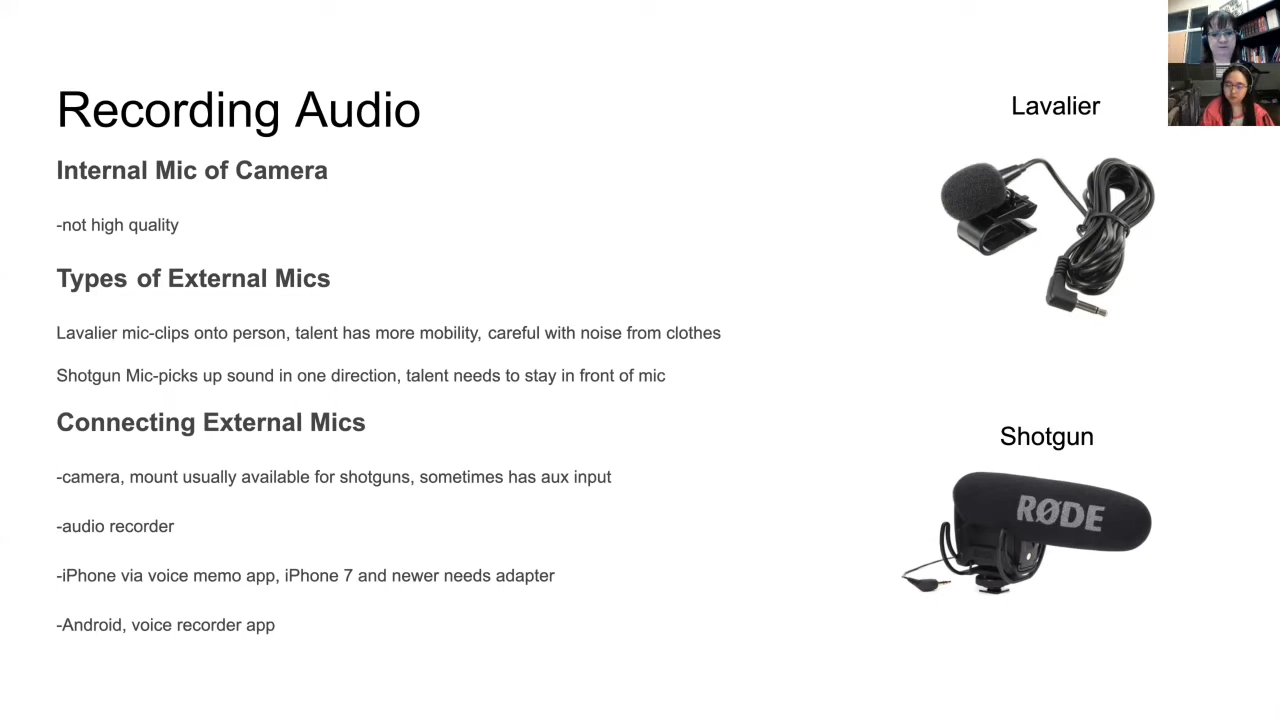 Recording Audio
Internal Mic of Camera
-not high quality
Types of External Mics
Lavalier mic-clips onto person, talent has more mobility, careful with noise from clothes
Shotgun Mic-picks up sound in one direction, talent needs to stay in front of mic
Connecting External Mics
-camera, mount usually available for shotguns, sometimes has aux input
-audio recorder
-iPhone via voice memo app, iPhone 7 and newer needs adapter
-Android, voice recorder app
Lavalier
Shotgun
RØDE